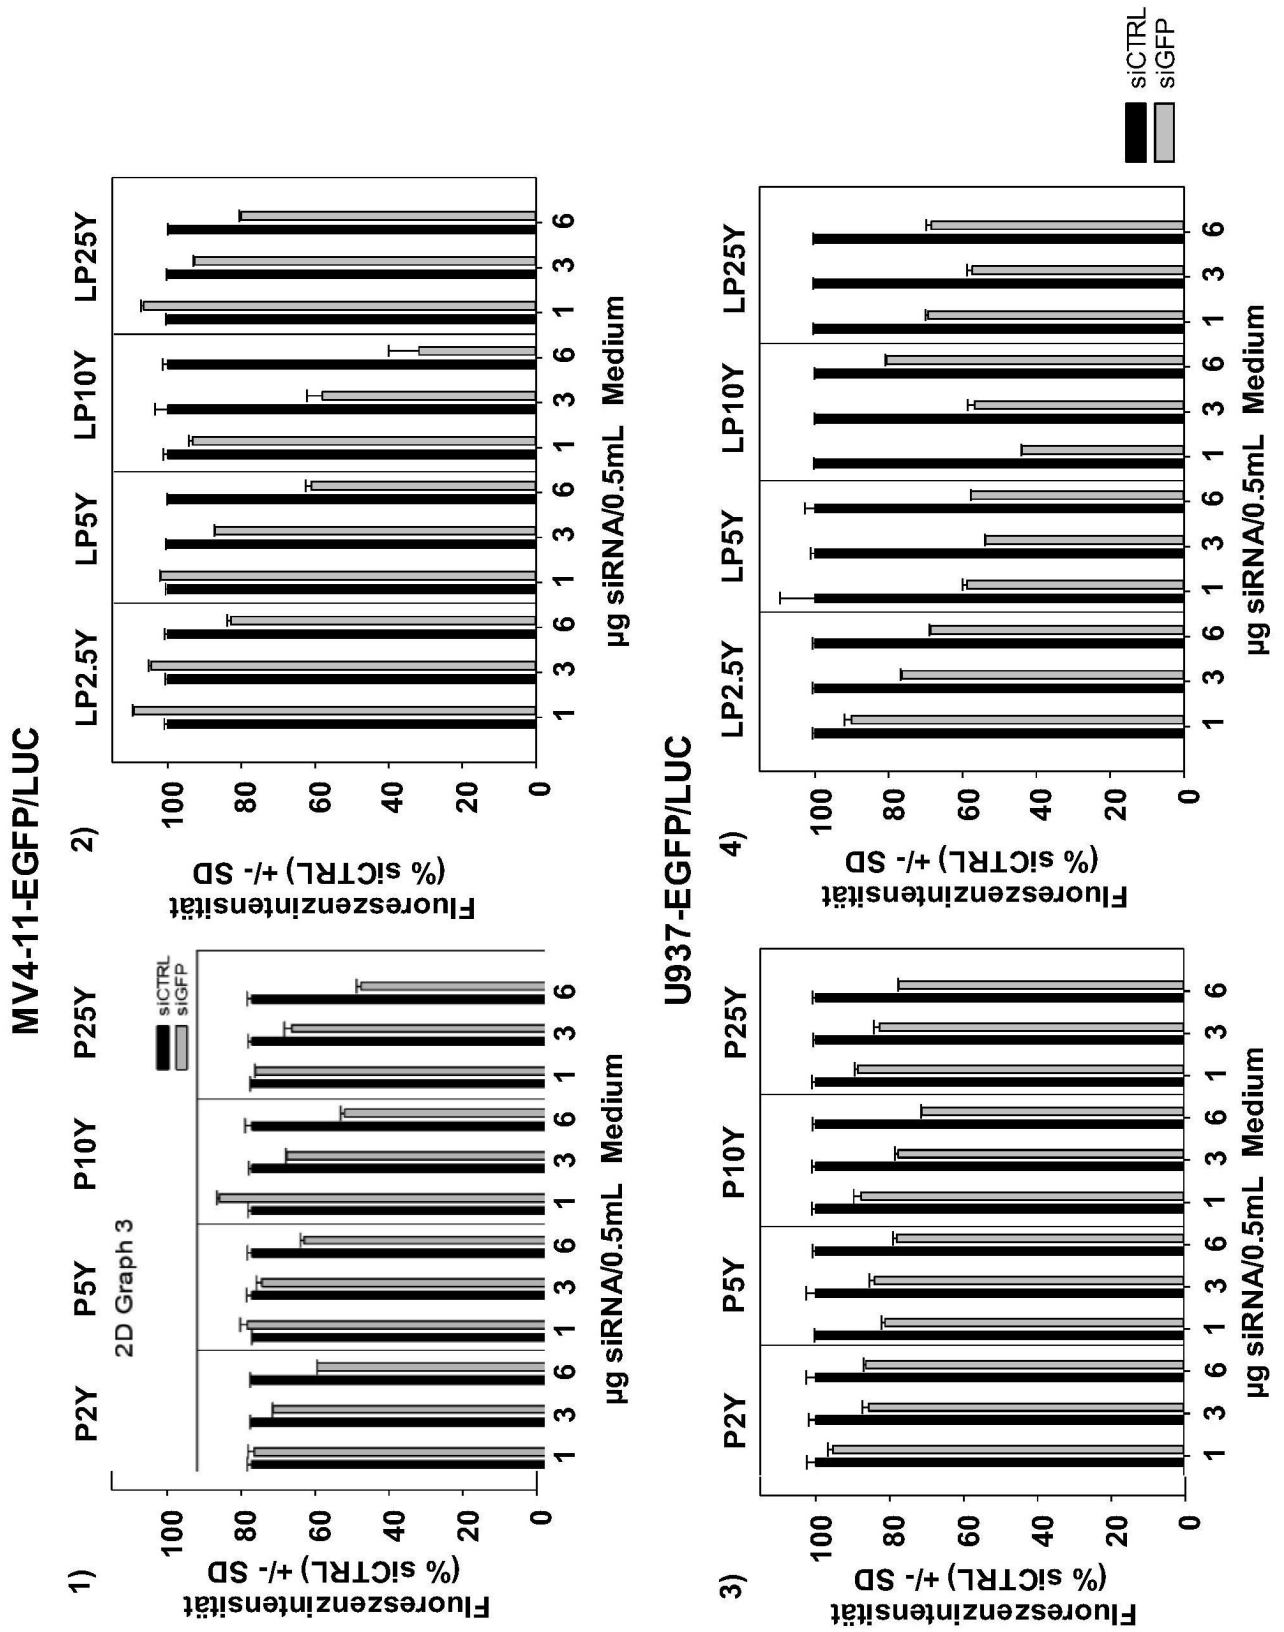 MV4-11-EGFP/LUC
1)
2D Graph 3
siCTRL
siGFP
P2Y P5Y P10Y P25Y
Fluoreszenzintensität
(% siCTRL) +/- SD
100
80
60
40
20
0
1 3 6 1 3 6 1 3 6 1 3 6
µg siRNA/0.5mL Medium
2)
LP2.5Y LP5Y LP10Y LP25Y
Fluoreszenzintensität
(% siCTRL) +/- SD
100
80
60
40
20
0
1 3 6 1 3 6 1 3 6 1 3 6
µg siRNA/0.5mL Medium
U937-EGFP/LUC
3)
P2Y P5Y P10Y P25Y
Fluoreszenzintensität
(% siCTRL) +/- SD
100
80
60
40
20
0
1 3 6 1 3 6 1 3 6 1 3 6
µg siRNA/0.5mL Medium
4)
LP2.5Y LP5Y LP10Y LP25Y
Fluoreszenzintensität
(% siCTRL) +/- SD
100
80
60
40
20
0
1 3 6 1 3 6 1 3 6 1 3 6
µg siRNA/0.5mL Medium
siCTRL
siGFP